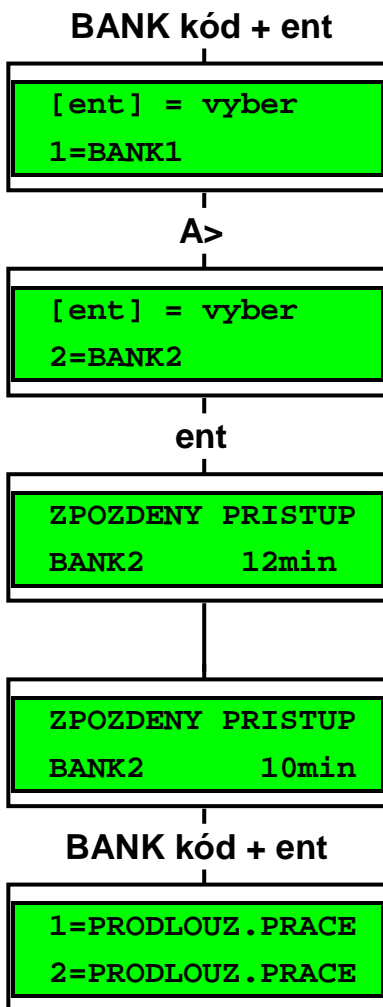 BANK kód + ent
[ent] = vyber
1=BANK1
A>
[ent] = vyber
2=BANK2
ent
ZPOZDENY PRISTUP
BANK2 12min
ZPOZDENY PRISTUP
BANK2 10min
BANK kód + ent
1=PRODLOUZ.PRACE
2=PRODLOUZ.PRACE